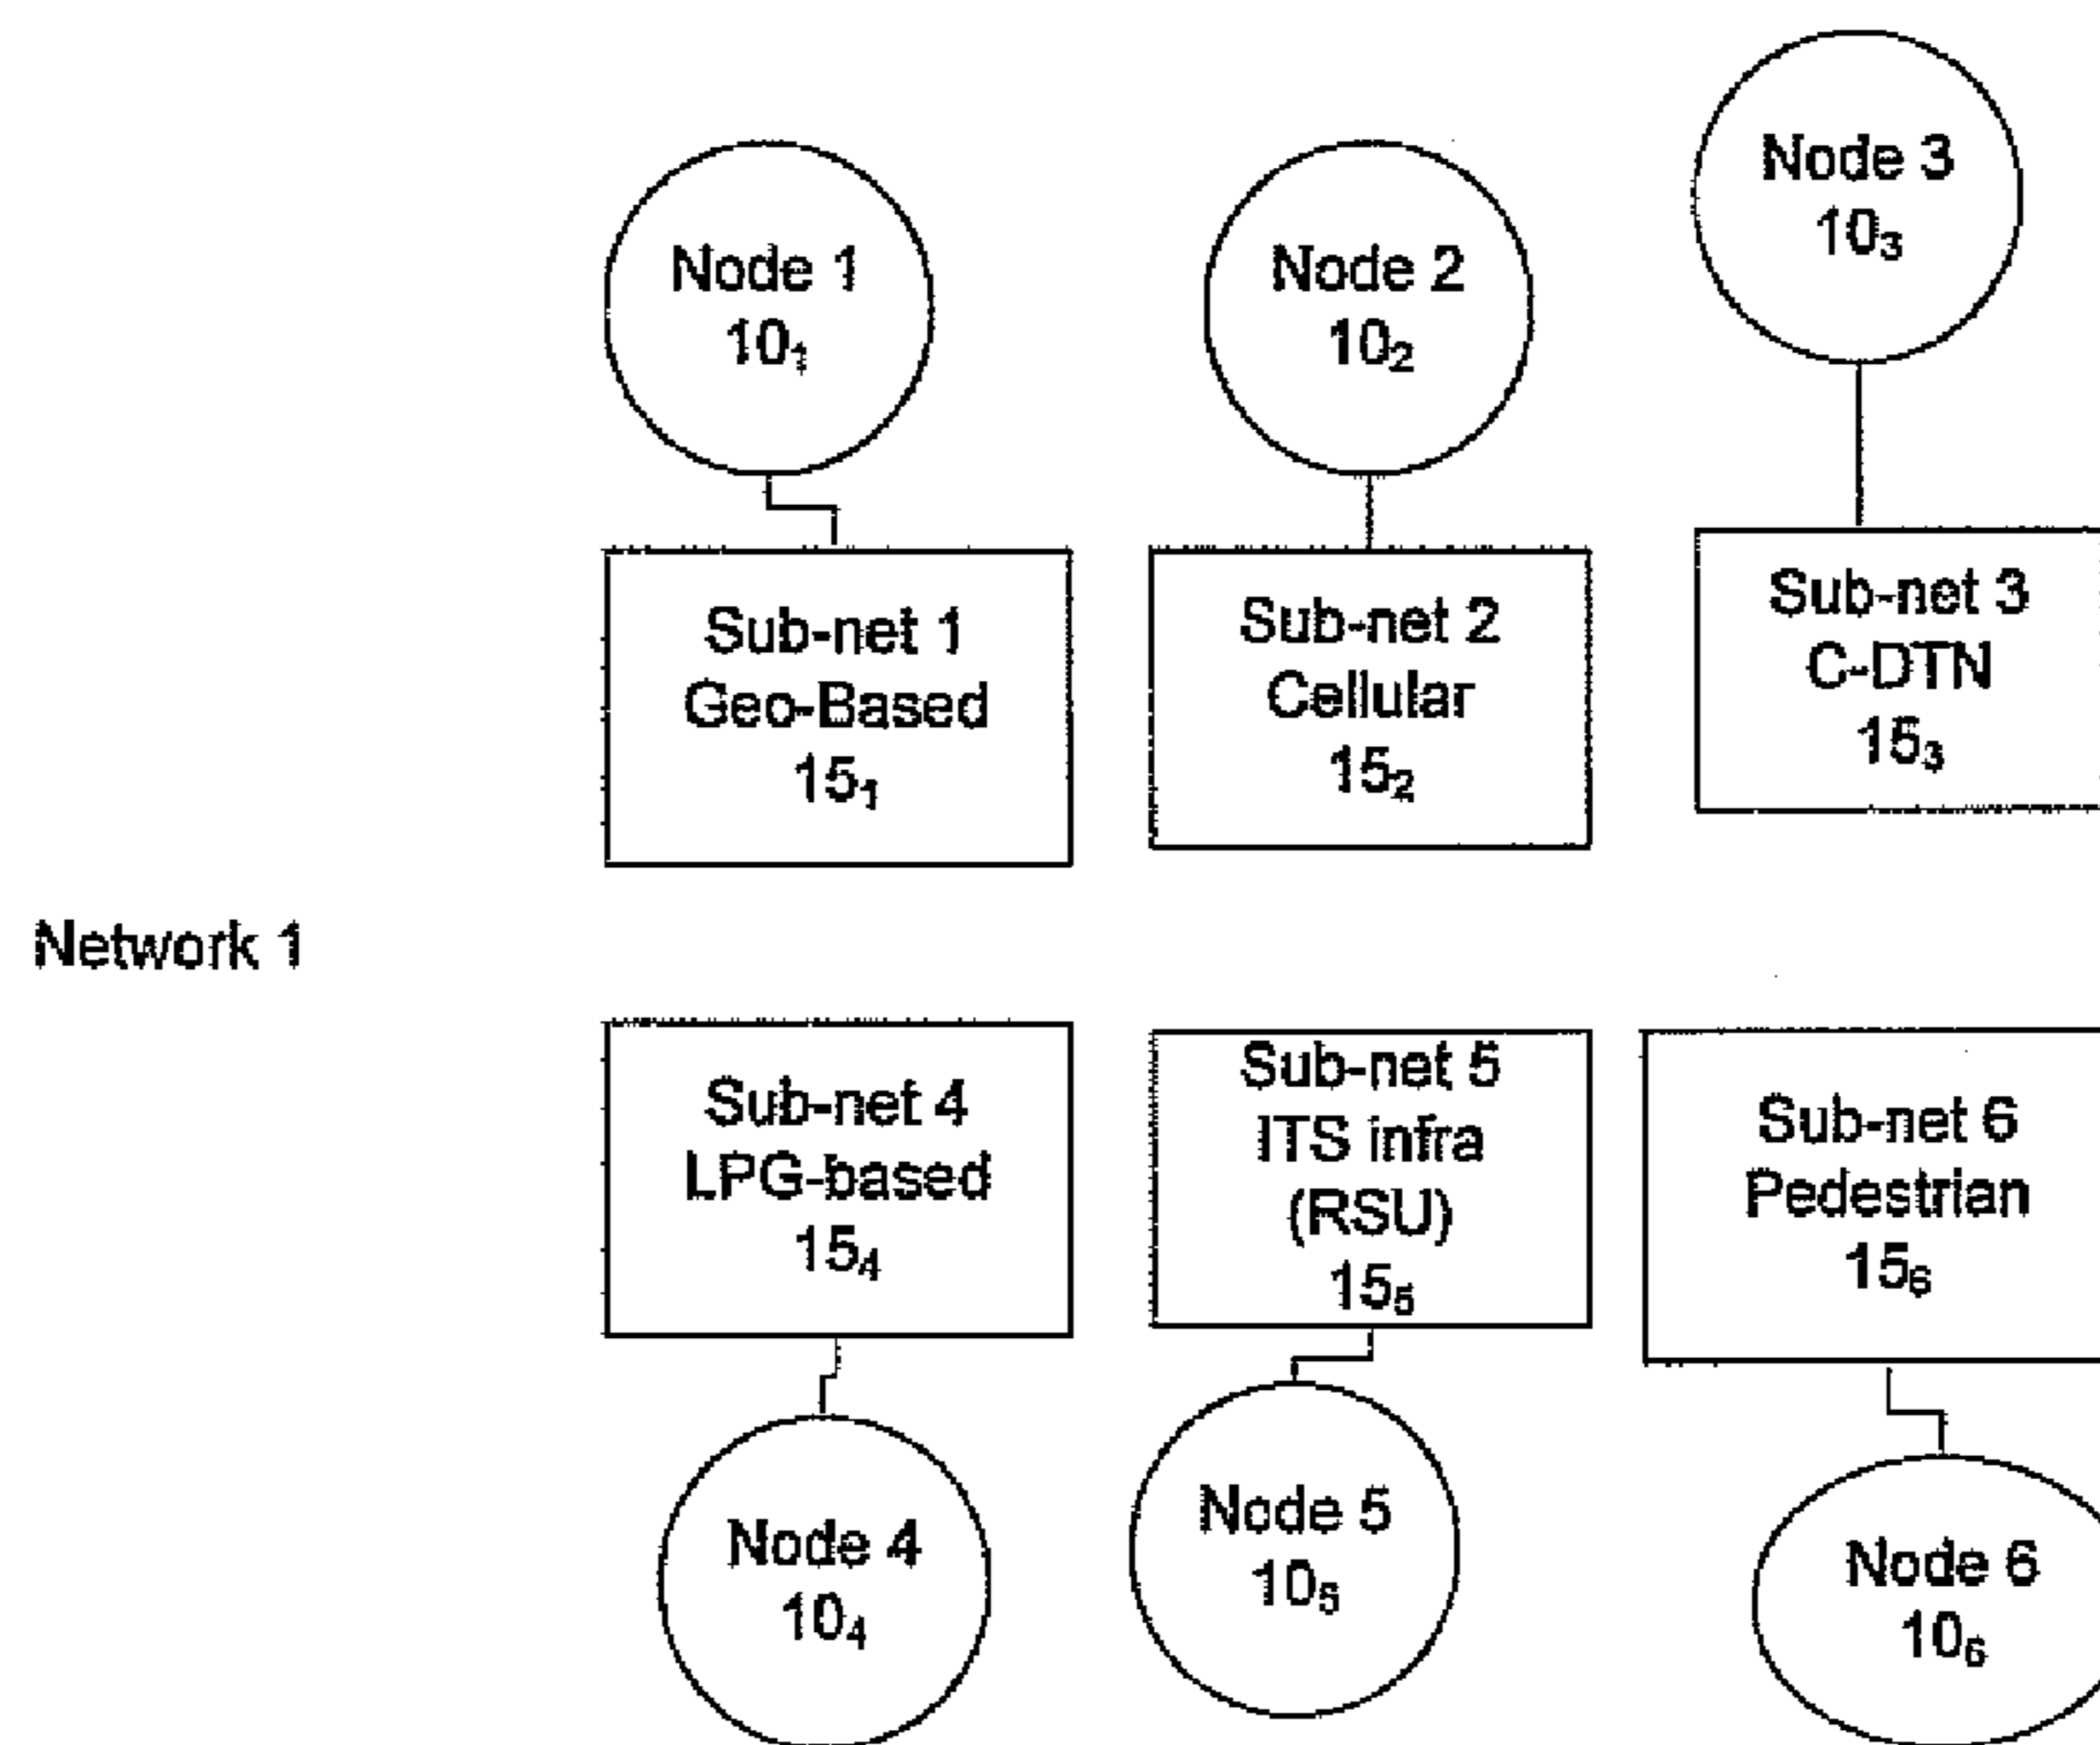 Node 1
10₁
Node 2
10₂
Node 3
10₃
Sub-net 1
Geo-Based
15₁
Sub-net 2
Cellular
15₂
Sub-net 3
C-DTN
15₃
Network 1
Sub-net 4
LPG-based
15₄
Sub-net 5
ITS infra
(RSU)
15₅
Sub-net 6
Pedestrian
15₆
Node 4
10₄
Node 5
10₅
Node 6
10₆